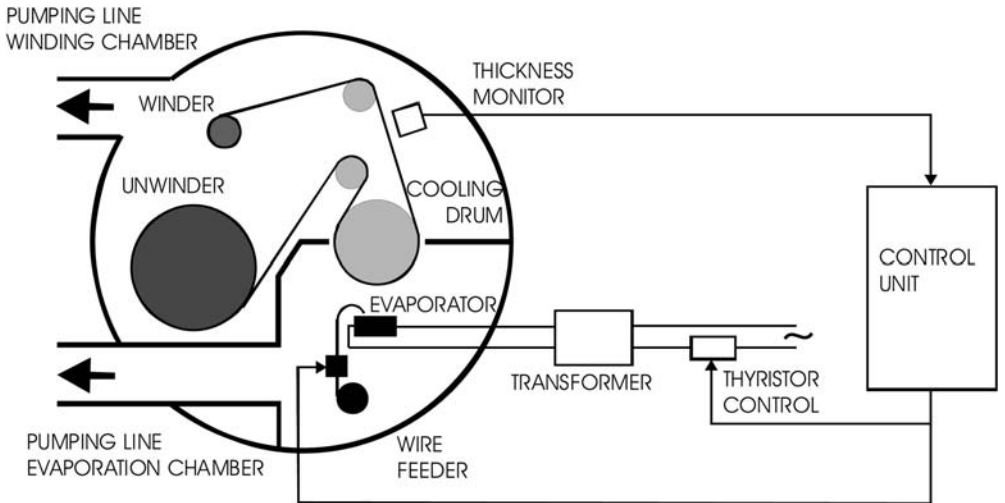 PUMPING LINE
WINDING CHAMBER
WINDER
THICKNESS
MONITOR
UNWINDER
COOLING
DRUM
CONTROL
UNIT
EVAPORATOR
~
TRANSFORMER
THYRISTOR
CONTROL
PUMPING LINE
EVAPORATION CHAMBER
WIRE
FEEDER